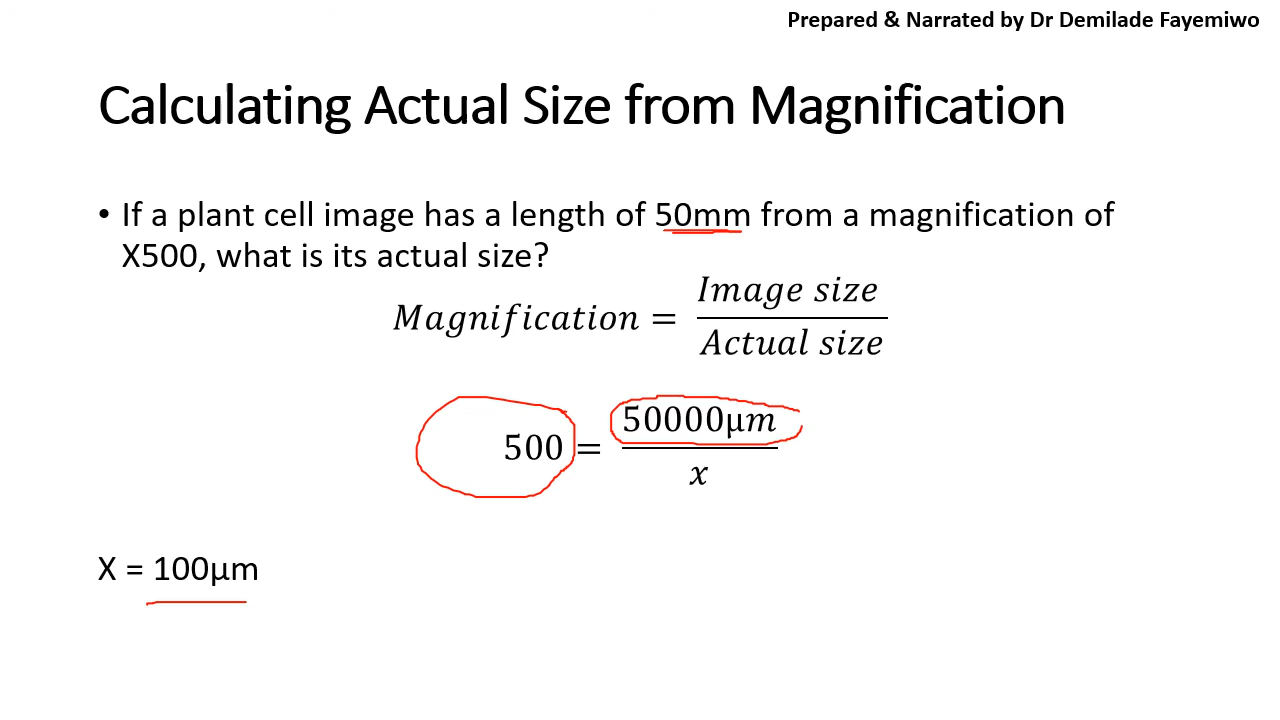 Prepared & Narrated by Dr Demilade Fayemiwo
Calculating Actual Size from Magnification
• If a plant cell image has a length of 50mm from a magnification of
X500, what is its actual size?
Magnification = Image size / Actual size
500 = 50000μm / x
X = 100μm